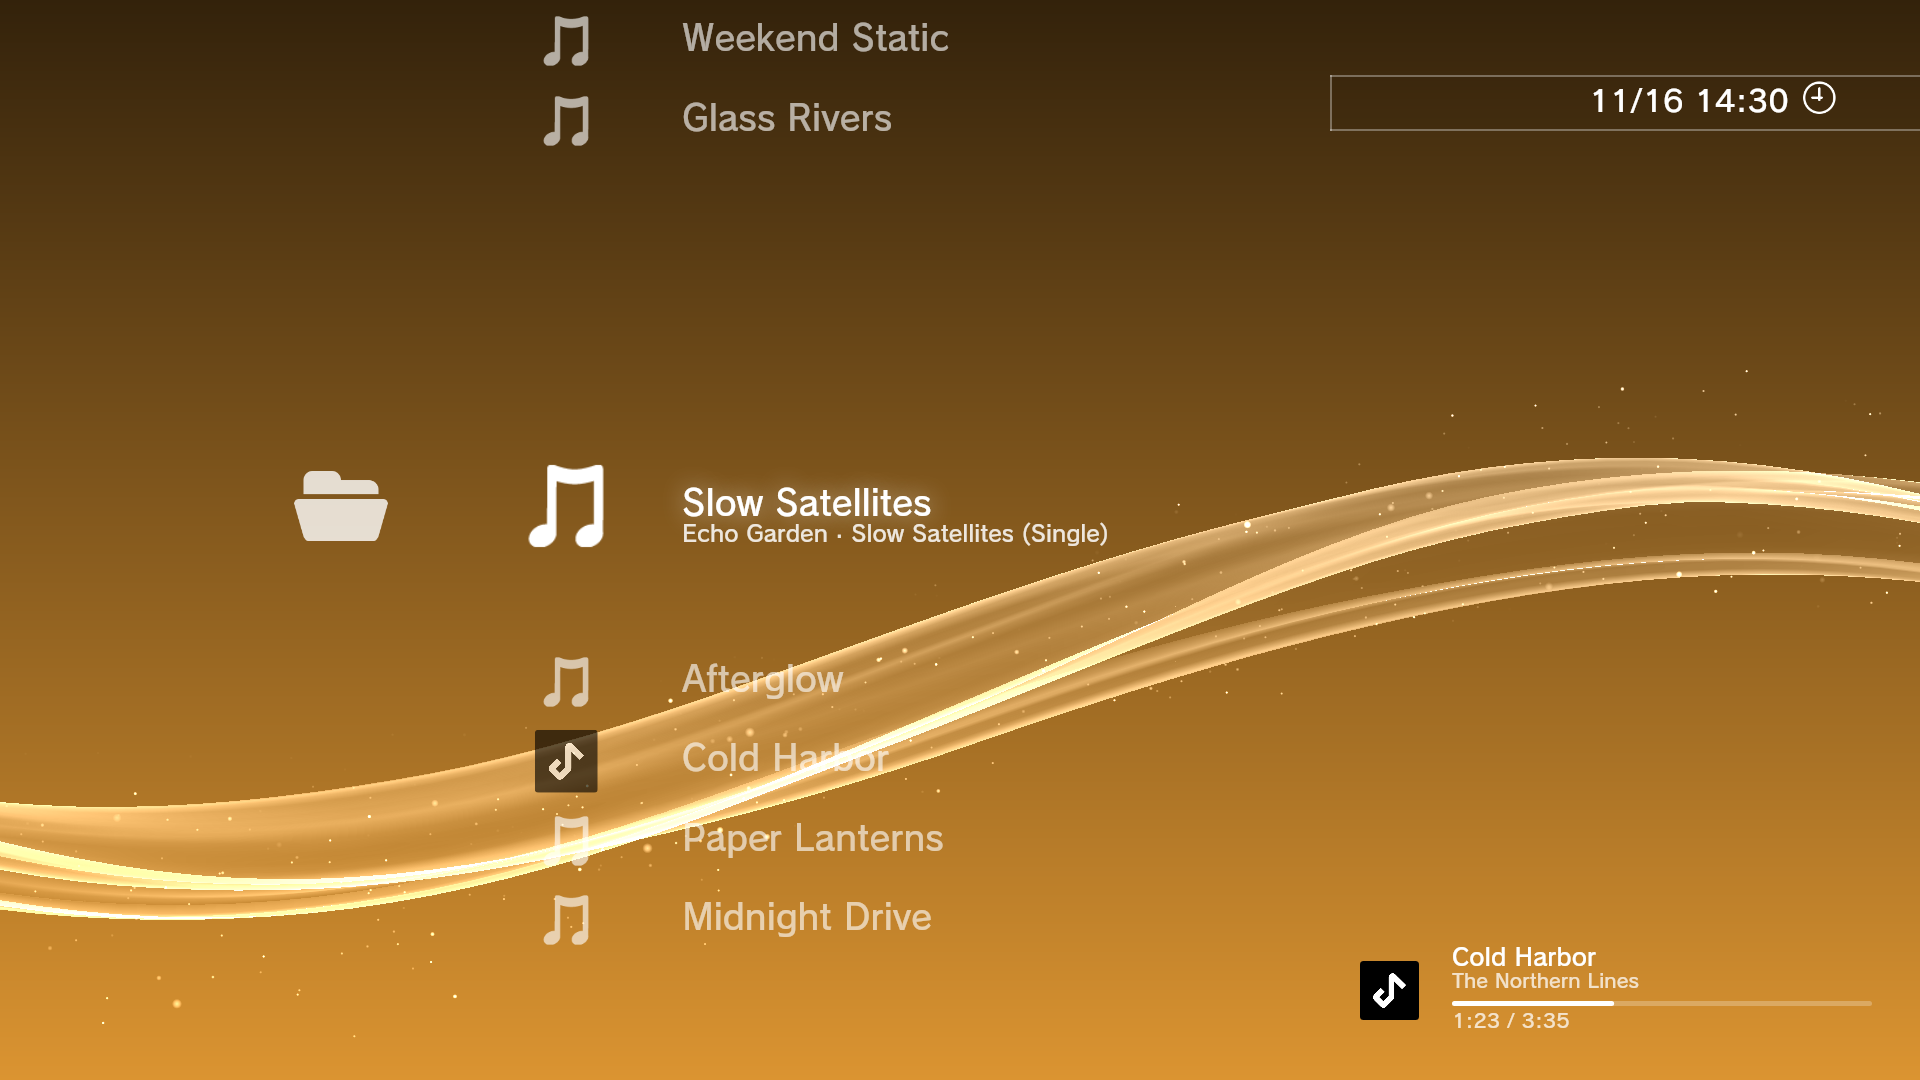 Weekend Static
Glass Rivers
11/16 14:30
Slow Satellites
Echo Garden · Slow Satellites (Single)
Afterglow
Cold Harbor
Paper Lanterns
Midnight Drive
Cold Harbor
The Northern Lines
1:23 / 3:35